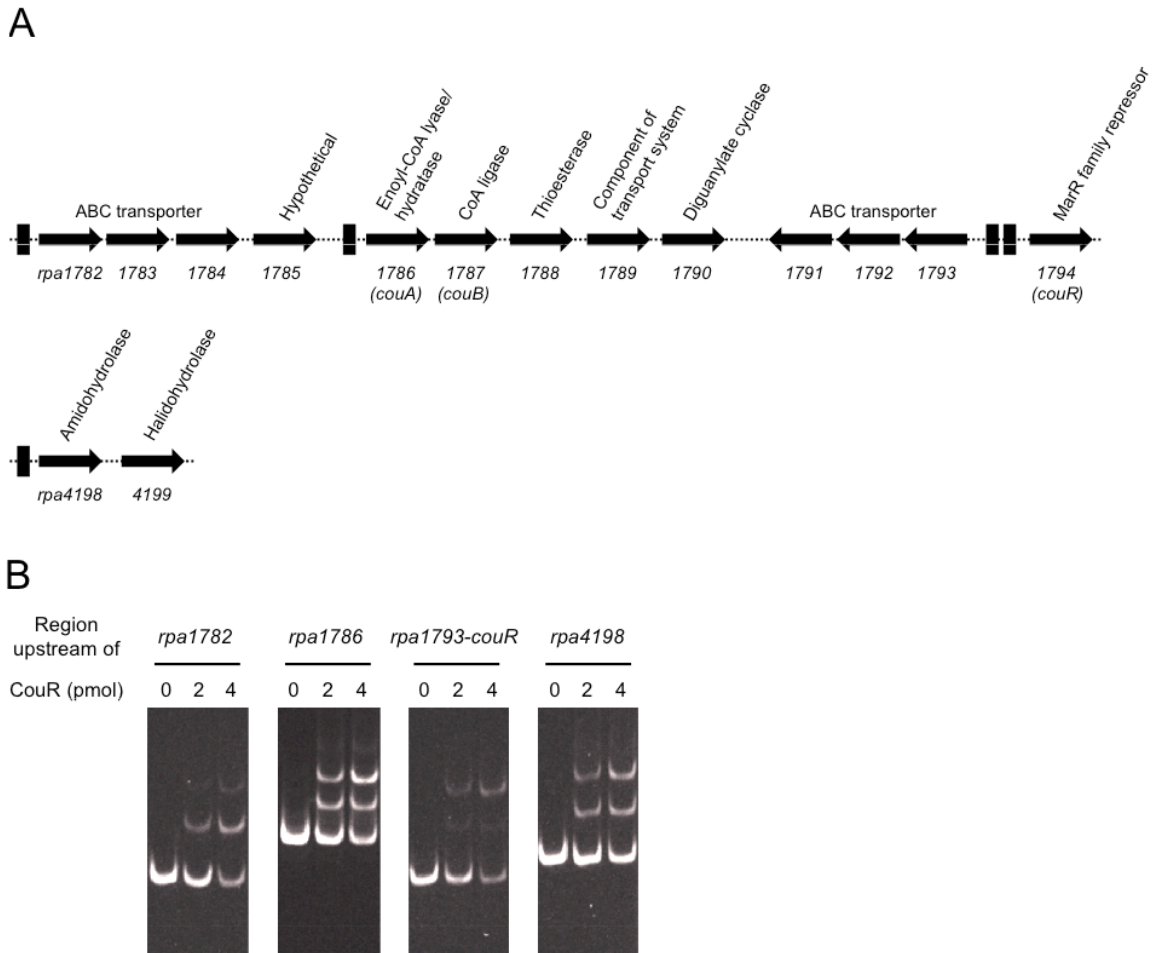 A
ABC transporter
Hypothetical
Enoyl-CoA lyase/
hydratase
CoA ligase
Thioesterase
Component of
transport system
Diguanylate cyclase
ABC transporter
MarR family repressor
rpa1782 1783 1784 1785 1786 1787 1788 1789 1790 1791 1792 1793 1794
(couA) (couB) (couR)
Amidohydrolase
Halidohydrolase
rpa4198 4199
B
Region
upstream of
rpa1782 rpa1786 rpa1793-couR rpa4198
CouR (pmol) 0 2 4 0 2 4 0 2 4 0 2 4